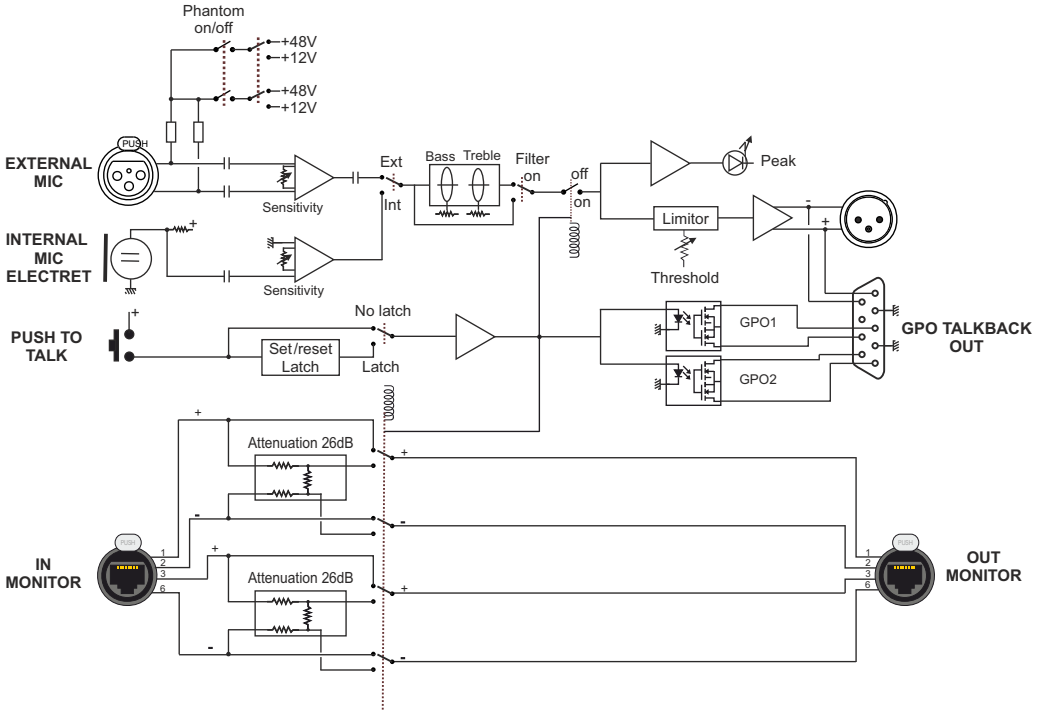 Phantom
on/off
+48V
+12V
+48V
+12V
PUSH
EXTERNAL
MIC
Sensitivity
Ext
Int
Bass Treble
Filter
on
off
on
Peak
Limitor
Threshold
-
+
INTERNAL
MIC
ELECTRET
+
Sensitivity
PUSH TO
TALK
+
No latch
Set/reset
Latch
Latch
GPO1
GPO2
GPO TALKBACK
OUT
+
Attenuation 26dB
+
-
-
IN
MONITOR
PUSH
1
2
3
6
+
Attenuation 26dB
+
-
-
PUSH
1
2
3
6
OUT
MONITOR